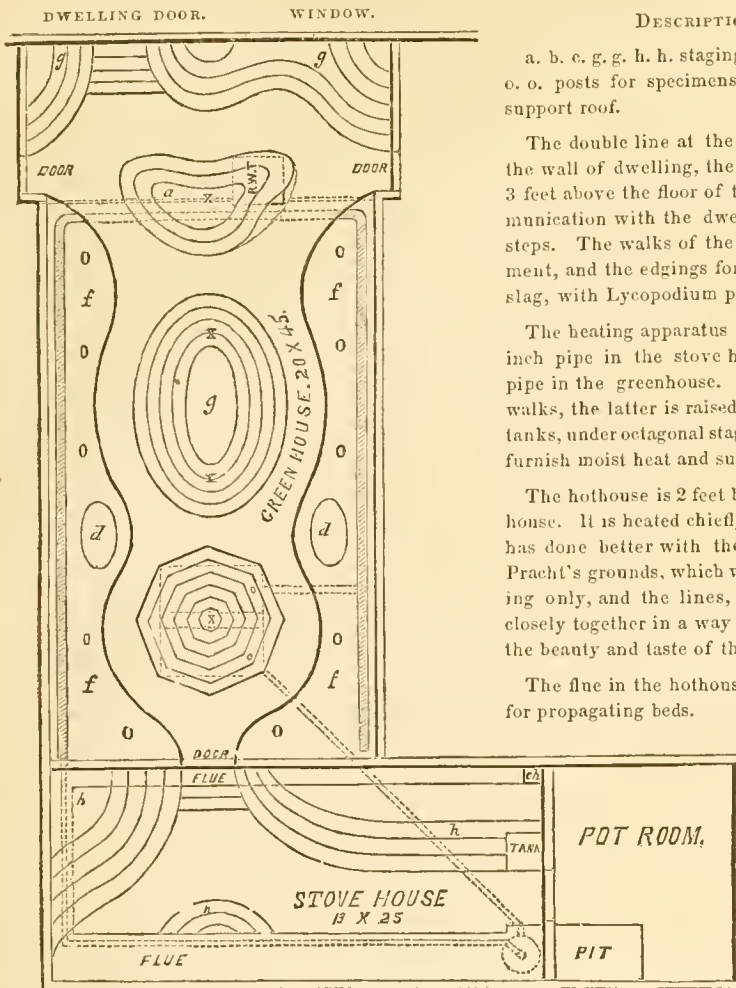 DWELLING DOOR. WINDOW.
g g
DOOR DOOR
a x R.W.T
o o
f f
o o
x
g
x
GREEN HOUSE. 20 X 45.
o o
d d
o
x
o o
o
f f
o o
DOOR
FLUE ch
h
h
TANK
POT ROOM.
h
STOVE HOUSE
13 X 25
FLUE
PIT
DESCRIPTIO
a. b. c. g. g. h. h. staging
o. o. posts for specimens
support roof.
The double line at the
the wall of dwelling, the
3 feet above the floor of t
munication with the dwe
steps. The walks of the
ment, and the edgings for
slag, with Lycopodium p
The heating apparatus
inch pipe in the stove h
pipe in the greenhouse.
walks, the latter is raised
tanks, under octagonal stag
furnish moist heat and su
The hothouse is 2 feet b
house. It is heated chiefl
has done better with the
Pracht's grounds, which w
ing only, and the lines,
closely together in a way
the beauty and taste of th
The flue in the hothous
for propagating beds.